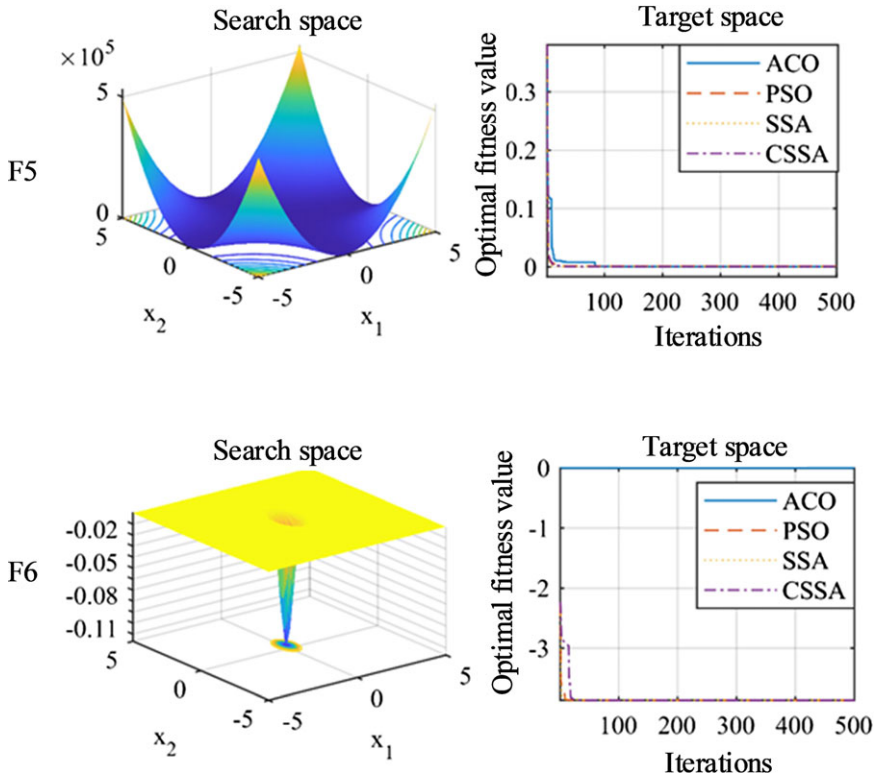 Search space
×10⁵
5
0
5
0
-5
-5
0
5
x₂
x₁
F5
Target space
Optimal fitness value
0.3
0.2
0.1
0
100 200 300 400 500
Iterations
ACO
PSO
SSA
CSSA
Search space
-0.02
-0.05
-0.08
-0.11
5
0
-5
-5
0
5
x₂
x₁
F6
Target space
Optimal fitness value
0
-1
-2
-3
100 200 300 400 500
Iterations
ACO
PSO
SSA
CSSA